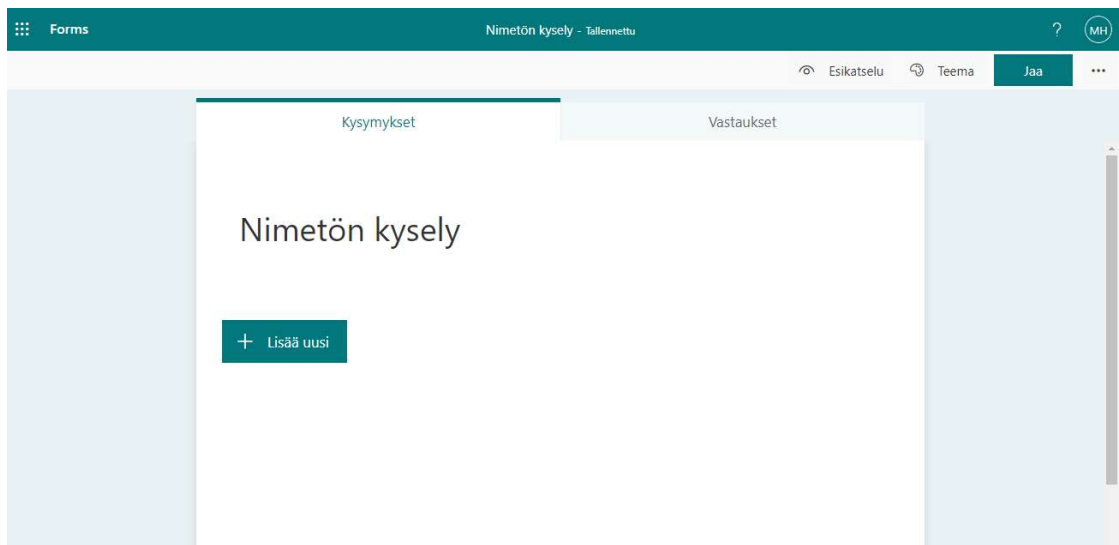 Forms
Nimetön kysely - Tallennettu
? MH
Esikatselu Teema Jaa ...
Kysymykset Vastaukset
Nimetön kysely
+ Lisää uusi